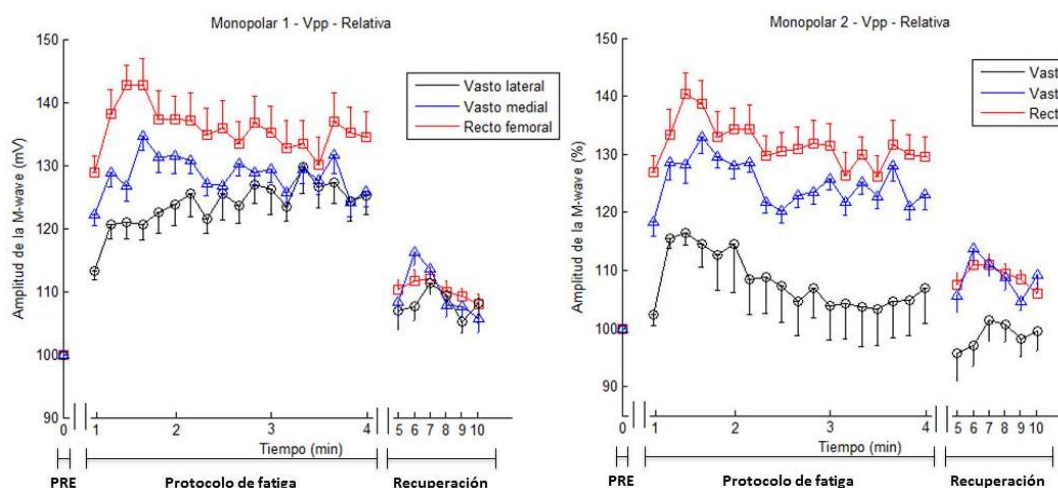 Monopolar 1 - Vpp - Relativa
Amplitud de la M-wave (mV)
150
140
130
120
110
100
90
Vasto lateral
Vasto medial
Recto femoral
0 1 2 3 4 5 6 7 8 9 10
Tiempo (min)
PRE Protocolo de fatiga Recuperación
Monopolar 2 - Vpp - Relativa
Amplitud de la M-wave (%)
150
140
130
120
110
100
90
Vast
Vast
Rect
0 1 2 3 4 5 6 7 8 9 10
Tiempo (min)
PRE Protocolo de fatiga Recuperación